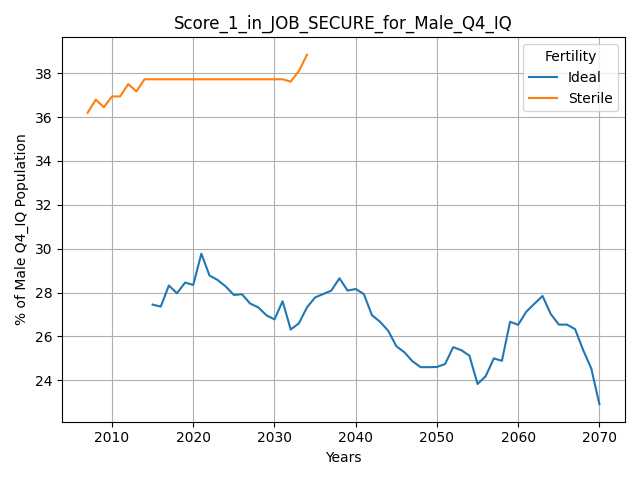 Score_1_in_JOB_SECURE_for_Male_Q4_IQ
Fertility
Ideal
Sterile
% of Male Q4_IQ Population
38
36
34
32
30
28
26
24
2010
2020
2030
2040
2050
2060
2070
Years